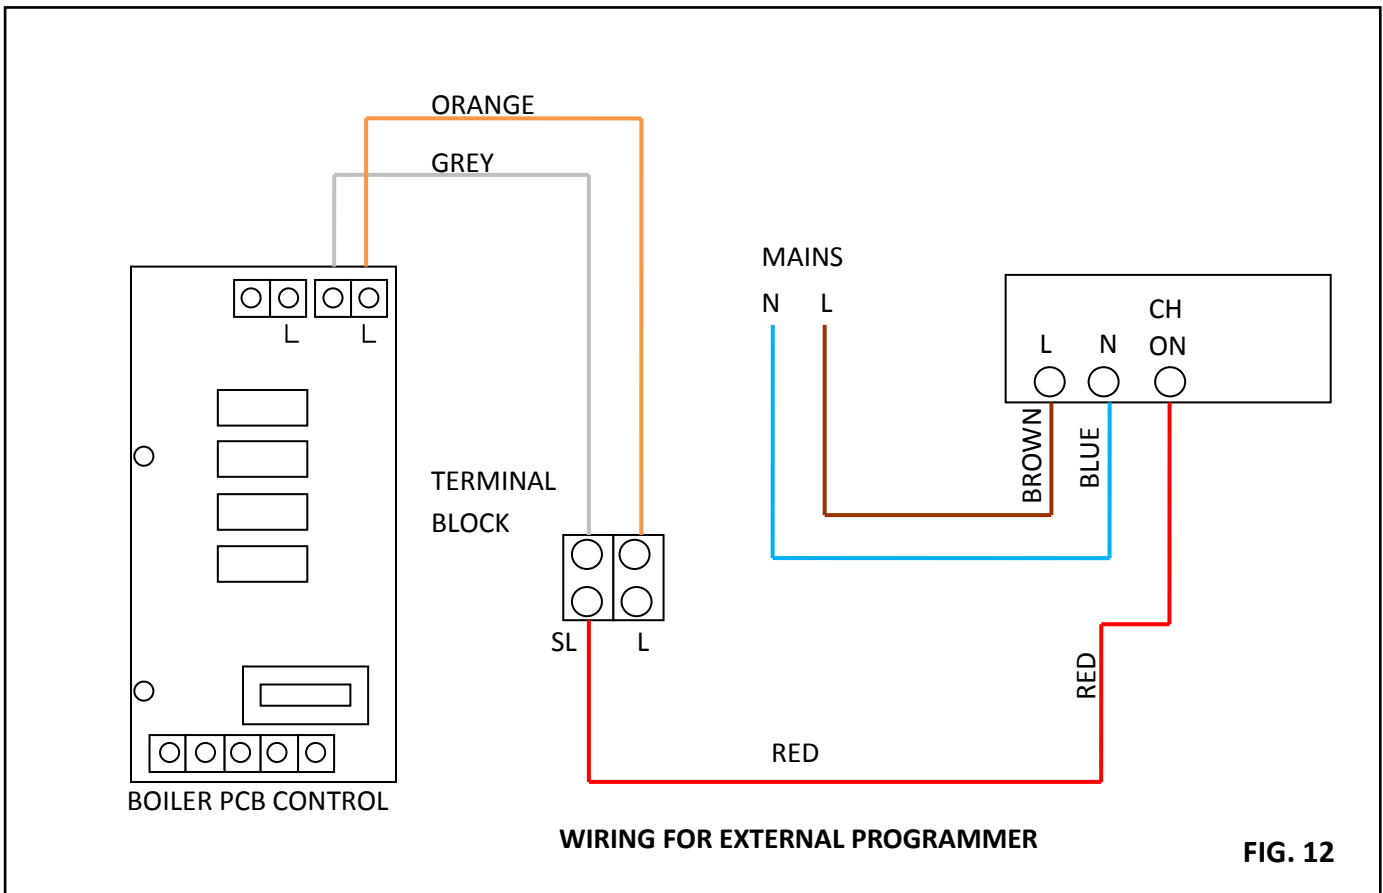 ORANGE
GREY
MAINS
N L
CH
L N ON
L L
BROWN
BLUE
TERMINAL
BLOCK
SL L
RED
RED
BOILER PCB CONTROL
WIRING FOR EXTERNAL PROGRAMMER
FIG. 12